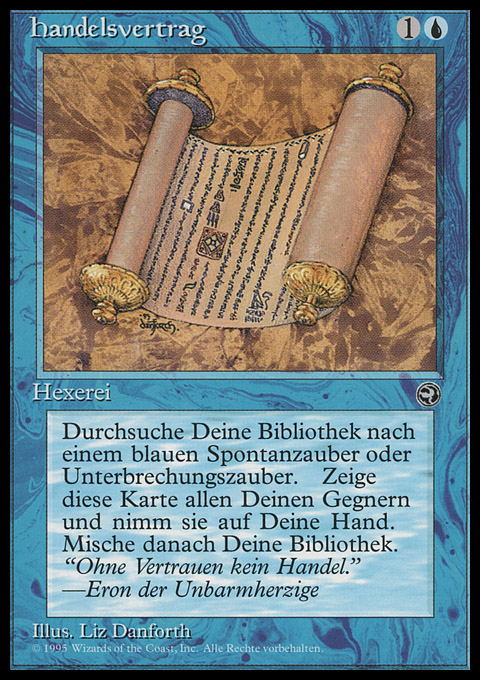 Handelsvertrag
1
Hexerei
Durchsuche Deine Bibliothek nach
einem blauen Spontanzauber oder
Unterbrechungszauber. Zeige
diese Karte allen Deinen Gegnern
und nimm sie auf Deine Hand.
Mische danach Deine Bibliothek.
“Ohne Vertrauen kein Handel.”
—Eron der Unbarmherzige
Illus. Liz Danforth
© 1995 Wizards of the Coast, Inc. Alle Rechte vorbehalten.